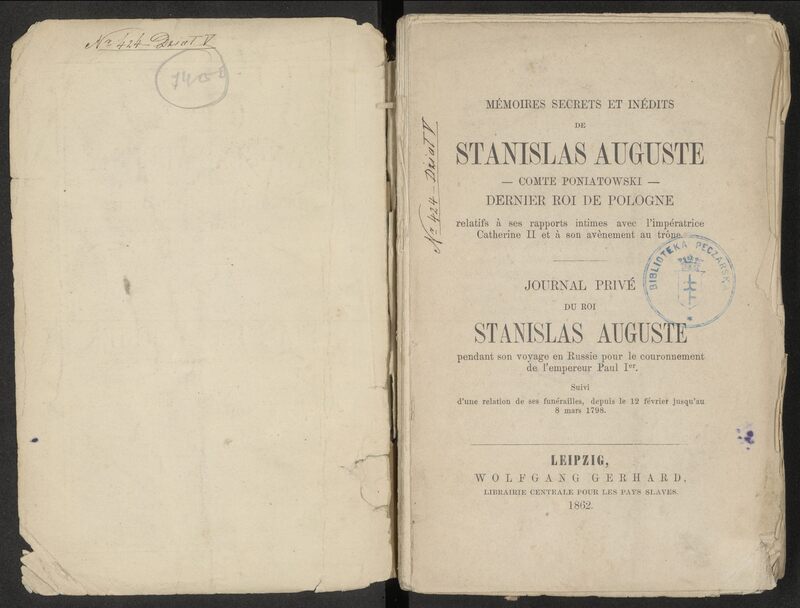 Nr 424 Dział V
Nr 424 Dział V
MÉMOIRES SECRETS ET INÉDITS
DE
STANISLAS AUGUSTE
— COMTE PONIATOWSKI —
DERNIER ROI DE POLOGNE
relatifs à ses rapports intimes avec l'impératrice
Catherine II et à son avènement au trône.
JOURNAL PRIVÉ
DU ROI
STANISLAS AUGUSTE
pendant son voyage en Russie pour le couronnement
de l'empereur Paul Ier.
Suivi
d'une relation de ses funérailles, depuis le 12 février jusqu'au
8 mars 1798.
LEIPZIG,
WOLFGANG GERHARD,
LIBRAIRIE CENTRALE POUR LES PAYS SLAVES.
1862.
BIBLIOTEKA PECZARSK.